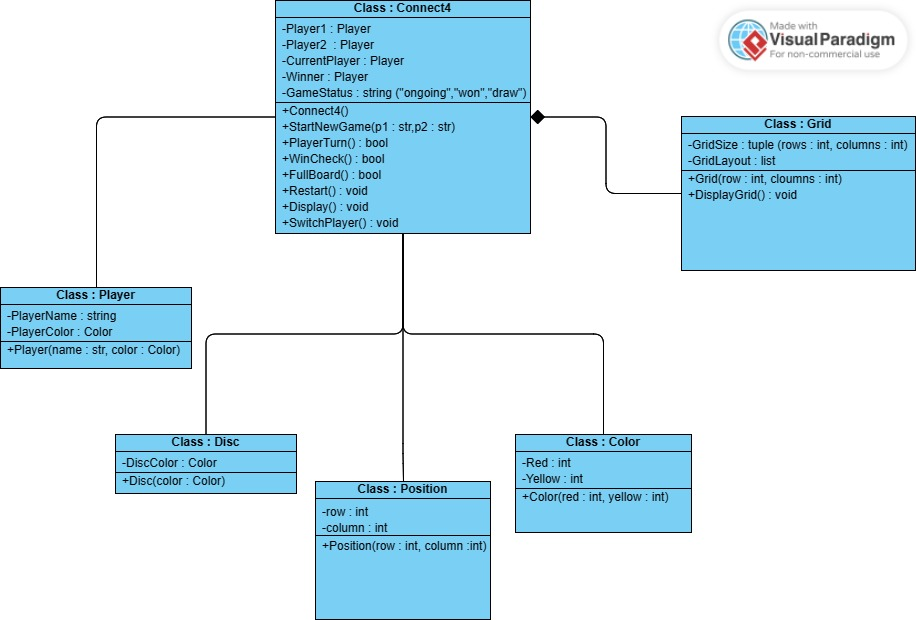 Class : Connect4
-Player1 : Player
-Player2  : Player
-CurrentPlayer : Player
-Winner : Player
-GameStatus : string ("ongoing","won","draw")
+Connect4()
+StartNewGame(p1 : str,p2 : str)
+PlayerTurn() : bool
+WinCheck() : bool
+FullBoard() : bool
+Restart() : void
+Display() : void
+SwitchPlayer() : void
Made with
Visual Paradigm
For non-commercial use
Class : Grid
-GridSize : tuple (rows : int, columns : int)
-GridLayout : list
+Grid(row : int, cloumns : int)
+DisplayGrid() : void
Class : Player
-PlayerName : string
-PlayerColor : Color
+Player(name : str, color : Color)
Class : Disc
-DiscColor : Color
+Disc(color : Color)
Class : Position
-row : int
-column : int
+Position(row : int, column :int)
Class : Color
-Red : int
-Yellow : int
+Color(red : int, yellow : int)